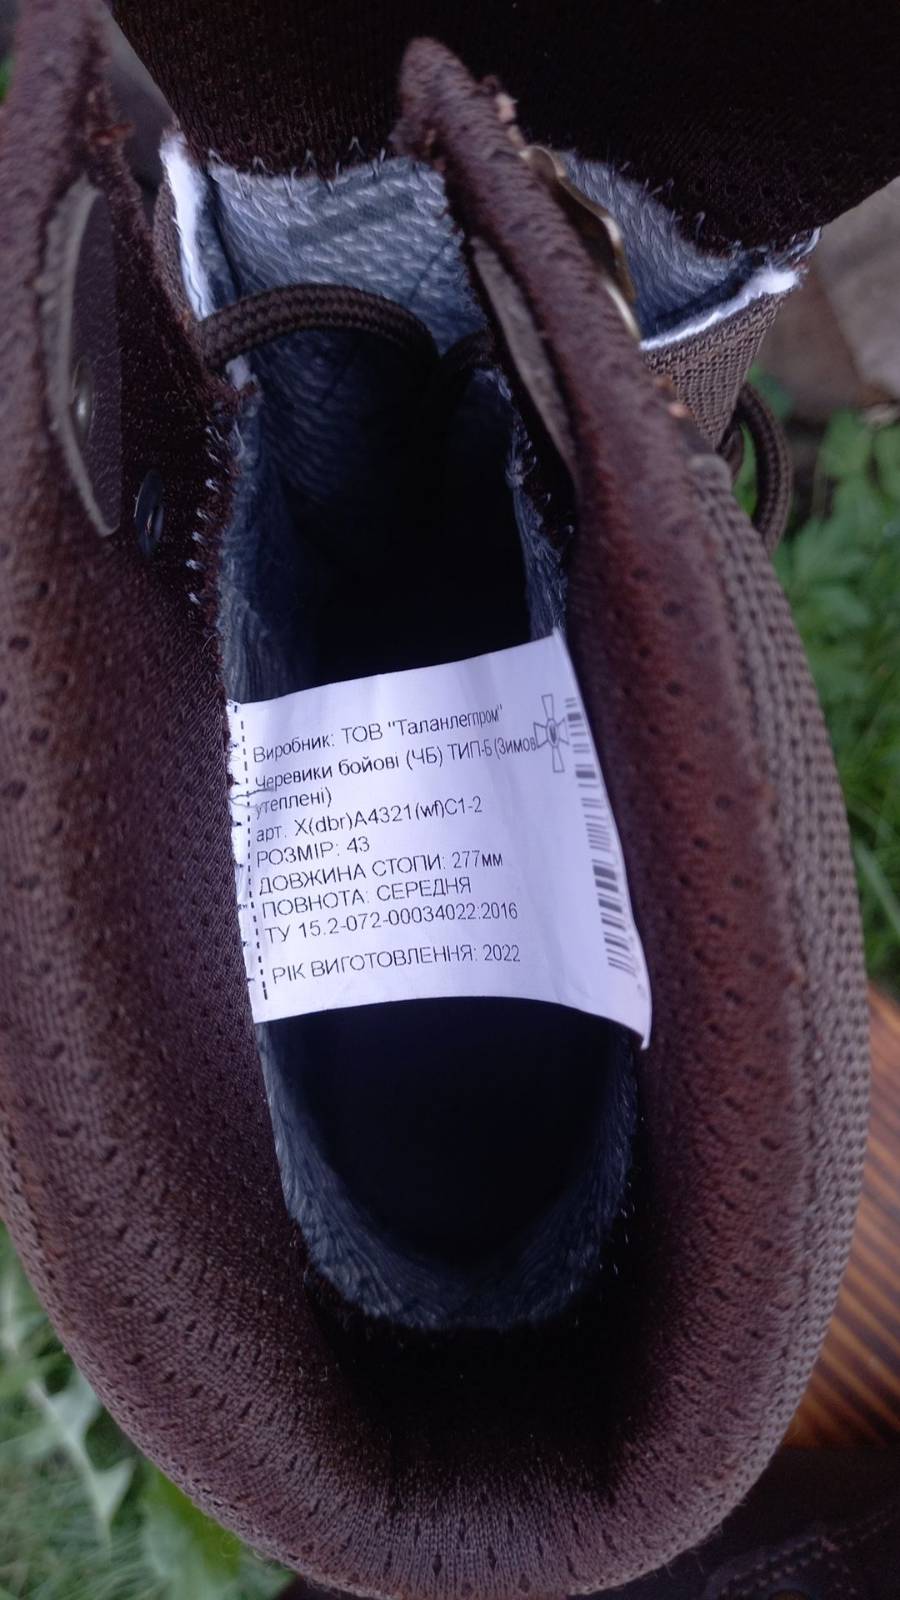 Виробник: ТОВ "Таланлегпром"
Черевики бойові (ЧБ) ТИП-Б (Зимові
утеплені)
арт. X(dbr)A4321(wf)C1-2
РОЗМІР: 43
ДОВЖИНА СТОПИ: 277мм
ПОВНОТА: СЕРЕДНЯ
ТУ 15.2-072-00034022:2016
РІК ВИГОТОВЛЕННЯ: 2022